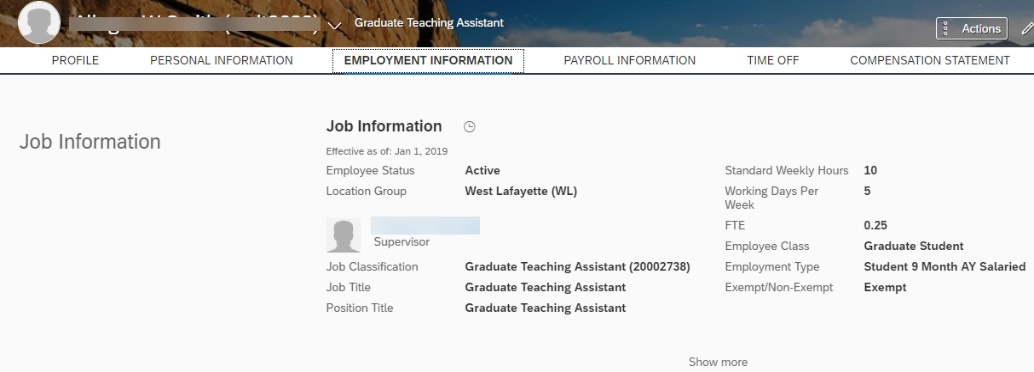 Graduate Teaching Assistant
Actions
PROFILE PERSONAL INFORMATION EMPLOYMENT INFORMATION PAYROLL INFORMATION TIME OFF COMPENSATION STATEMENT
Job Information
Job Information
Effective as of: Jan 1, 2019
Employee Status Active
Location Group West Lafayette (WL)
Supervisor
Job Classification Graduate Teaching Assistant (20002738)
Job Title Graduate Teaching Assistant
Position Title Graduate Teaching Assistant
Standard Weekly Hours 10
Working Days Per 5
Week
FTE 0.25
Employee Class Graduate Student
Employment Type Student 9 Month AY Salaried
Exempt/Non-Exempt Exempt
Show more